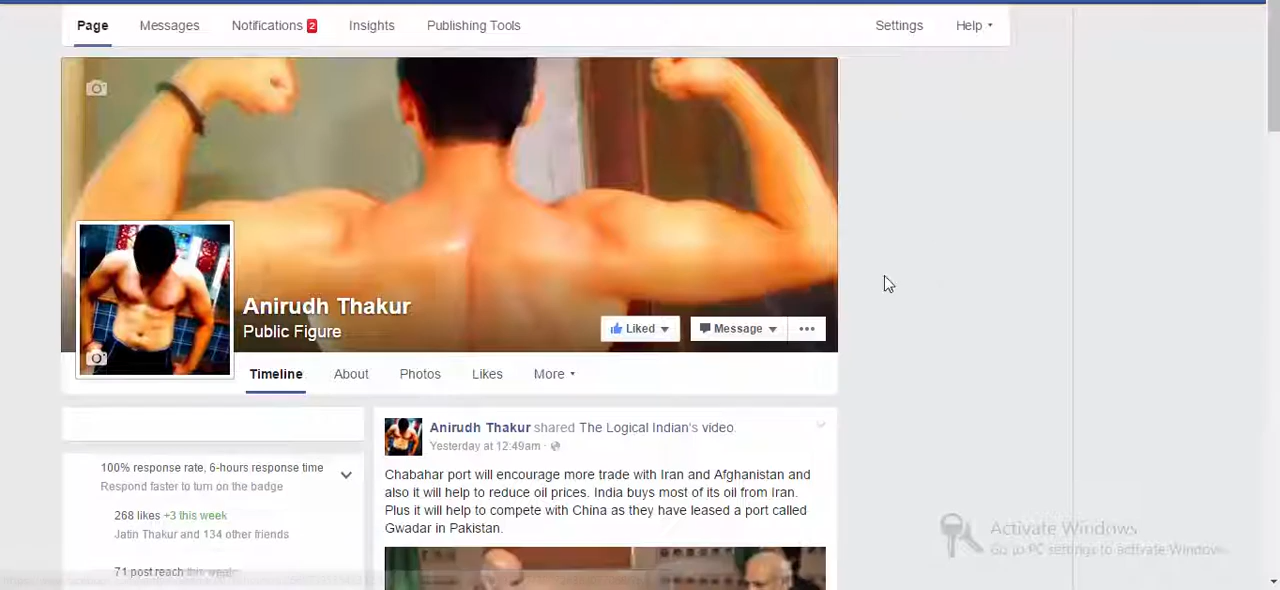 Page Messages Notifications 2 Insights Publishing Tools Settings Help
Anirudh Thakur
Public Figure
Liked Message
Timeline About Photos Likes More
Anirudh Thakur shared The Logical Indian's video.
Yesterday at 12:49am
Chabahar port will encourage more trade with Iran and Afghanistan and
also it will help to reduce oil prices. India buys most of its oil from Iran.
Plus it will help to compete with China as they have leased a port called
Gwadar in Pakistan.
100% response rate, 6-hours response time
Respond faster to turn on the badge
268 likes +3 this week
Jatin Thakur and 134 other friends
71 post reach this week
Activate Windows
Go to PC settings to activate Windows.